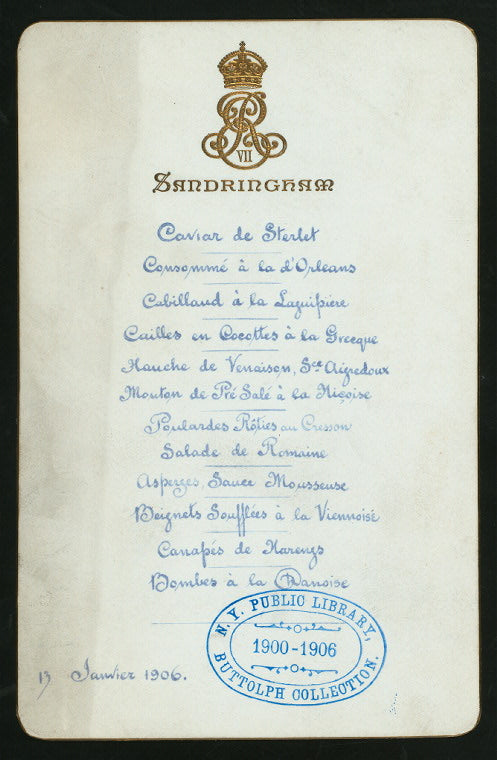 ER
VII
SANDRINGHAM
Caviar de Sterlet
Consommé à la d'Orleans
Cabillaud à la Laguipiere
Cailles en Cocottes à la Grecque
Hanche de Venaison, Sce Aigredoux
Mouton de Pré Salé à la Niçoise
Poulardes Rôties au Cresson
Salade de Romaine
Asperges, Sauce Mousseuse
Beignets Soufflées à la Viennoise
Canapés de Harengs
Bombes à la Danoise
N.Y. PUBLIC LIBRARY,
1900-1906
BUTTOLPH COLLECTION.
13 Janvier 1906.